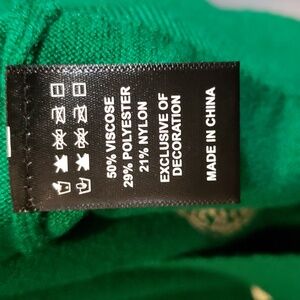 50% VISCOSE
29% POLYESTER
21% NYLON
EXCLUSIVE OF
DECORATION
MADE IN CHINA